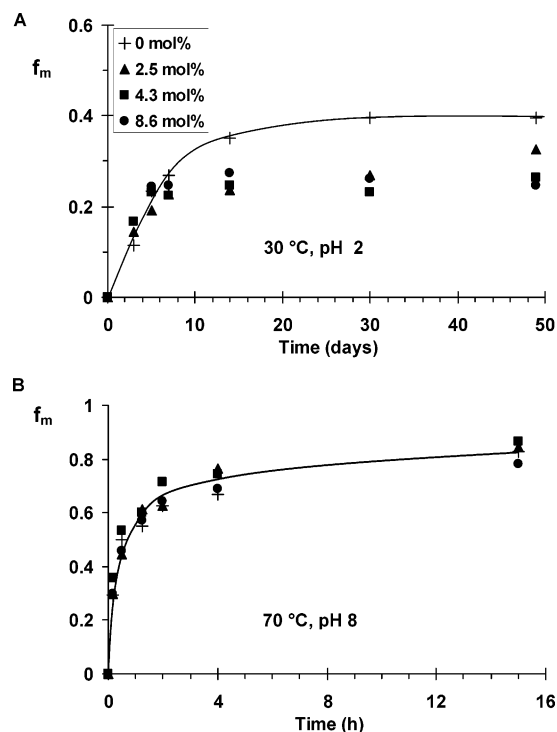 A
0.6
f_m
0 mol%
2.5 mol%
4.3 mol%
8.6 mol%
0.4
0.2
30 °C, pH 2
0
0 10 20 30 40 50
Time (days)
B
1
f_m
0.8
0.6
0.4
0.2
70 °C, pH 8
0
0 4 8 12 16
Time (h)